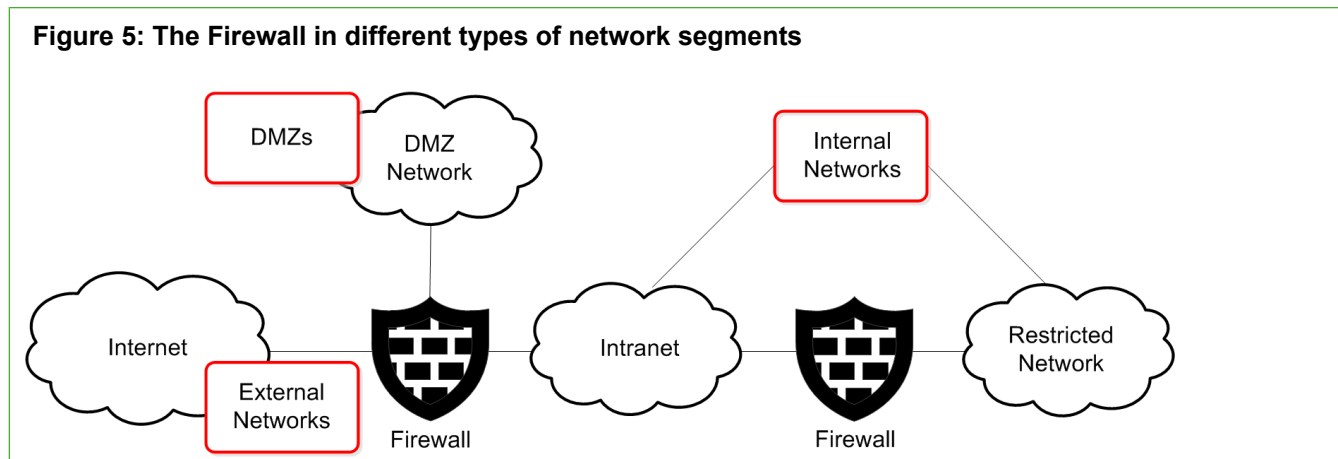 Figure 5: The Firewall in different types of network segments
DMZs
DMZ
Network
Internal
Networks
Internet
External
Networks
Firewall
Intranet
Firewall
Restricted
Network